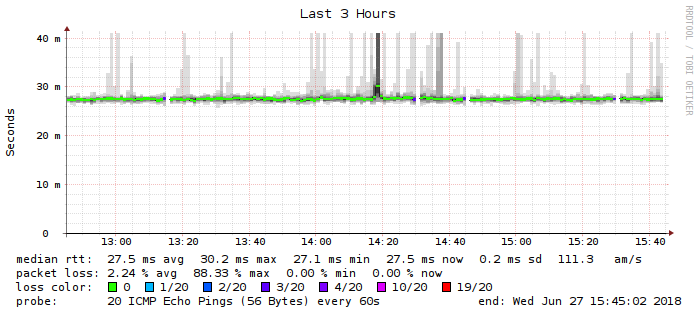 Last 3 Hours
RRDTOOL / TOBI OETIKER
Seconds
40 m
30 m
20 m
10 m
0
13:00 13:20 13:40 14:00 14:20 14:40 15:00 15:20 15:40
median rtt: 27.5 ms avg 30.2 ms max 27.1 ms min 27.5 ms now 0.2 ms sd 111.3 am/s
packet loss: 2.24 % avg 88.33 % max 0.00 % min 0.00 % now
loss color: 0 1/20 2/20 3/20 4/20 10/20 19/20
probe: 20 ICMP Echo Pings (56 Bytes) every 60s end: Wed Jun 27 15:45:02 2018